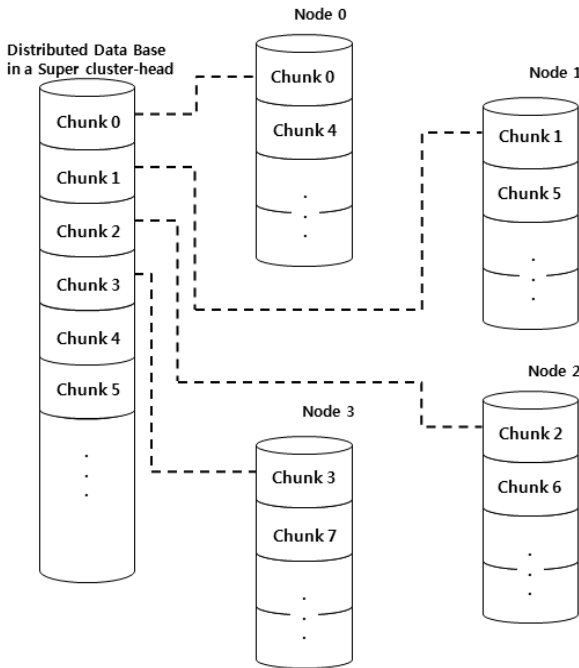 Distributed Data Base
in a Super cluster-head
Chunk 0
Chunk 1
Chunk 2
Chunk 3
Chunk 4
Chunk 5
Node 0
Chunk 0
Chunk 4
Node 1
Chunk 1
Chunk 5
Node 2
Chunk 2
Chunk 6
Node 3
Chunk 3
Chunk 7